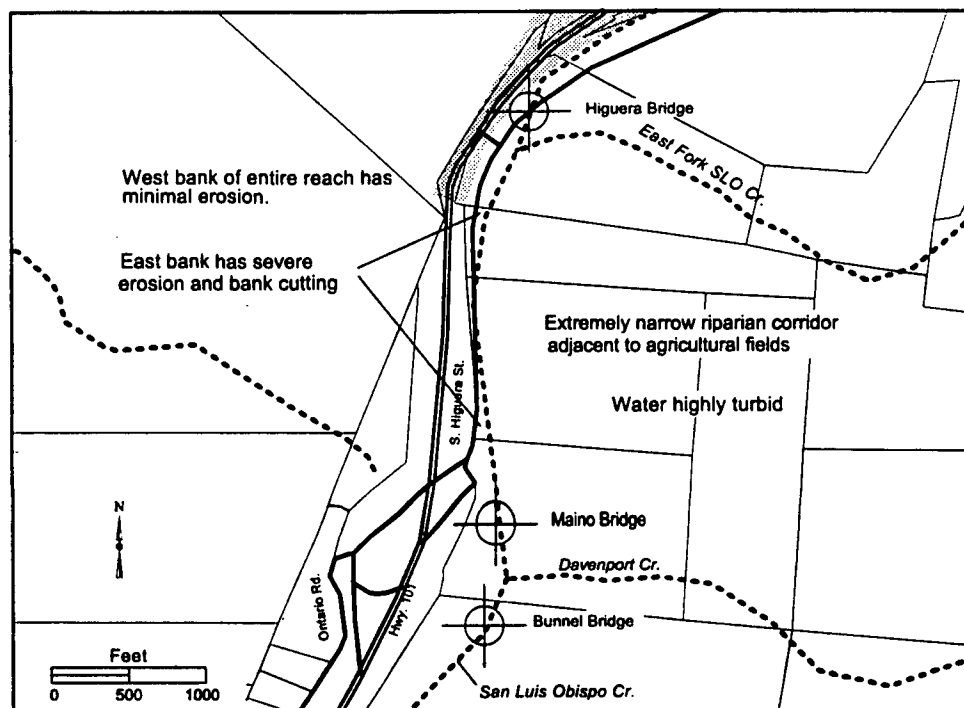 Higuera Bridge
East Fork SLO Cr.
West bank of entire reach has
minimal erosion.
East bank has severe
erosion and bank cutting
Extremely narrow riparian corridor
adjacent to agricultural fields
S. Higuera St.
Water highly turbid
N
Maino Bridge
Davenport Cr.
Ontario Rd.
Hwy. 101
Bunnel Bridge
Feet
0 500 1000
San Luis Obispo Cr.